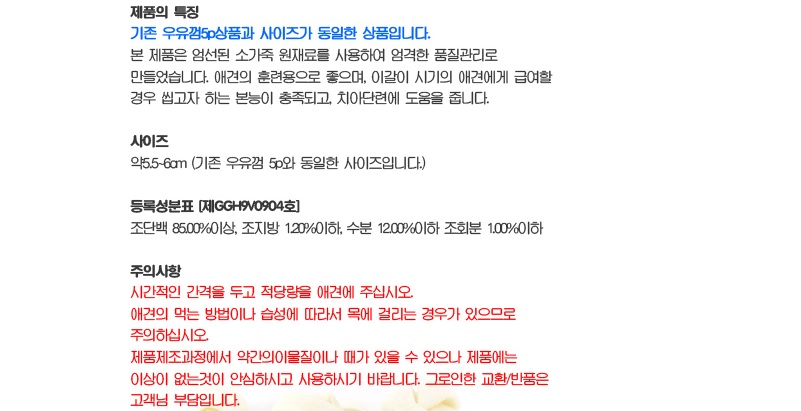 제품의 특징
기존 우유껌5p상품과 사이즈가 동일한 상품입니다.
본 제품은 엄선된 소가죽 원재료를 사용하여 엄격한 품질관리로
만들었습니다. 애견의 훈련용으로 좋으며, 이갈이 시기의 애견에게 급여할
경우 씹고자 하는 본능이 충족되고, 치아단련에 도움을 줍니다.
사이즈
약5.5~6cm (기존 우유껌 5p와 동일한 사이즈입니다.)
등록성분표 [제GGH9V0904호]
조단백 85.00%이상, 조지방 1.20%이하, 수분 12.00%이하 조회분 1.00%이하
주의사항
시간적인 간격을 두고 적당량을 애견에 주십시오.
애견의 먹는 방법이나 습성에 따라서 목에 걸리는 경우가 있으므로
주의하십시오.
제품제조과정에서 약간의이물질이나 때가 있을 수 있으나 제품에는
이상이 없는것이 안심하시고 사용하시기 바랍니다. 그로인한 교환/반품은
고객님 부담입니다.